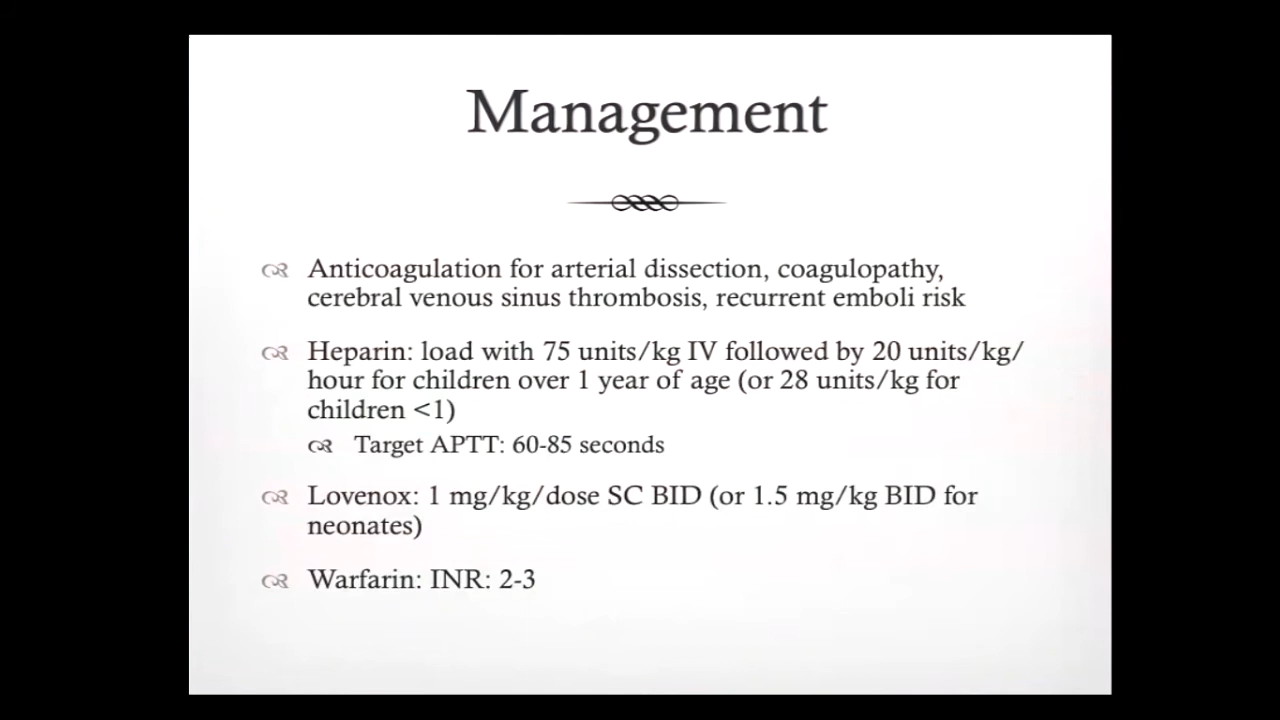 Management
Anticoagulation for arterial dissection, coagulopathy,
cerebral venous sinus thrombosis, recurrent emboli risk
Heparin: load with 75 units/kg IV followed by 20 units/kg/
hour for children over 1 year of age (or 28 units/kg for
children <1)
Target APTT: 60-85 seconds
Lovenox: 1 mg/kg/dose SC BID (or 1.5 mg/kg BID for
neonates)
Warfarin: INR: 2-3